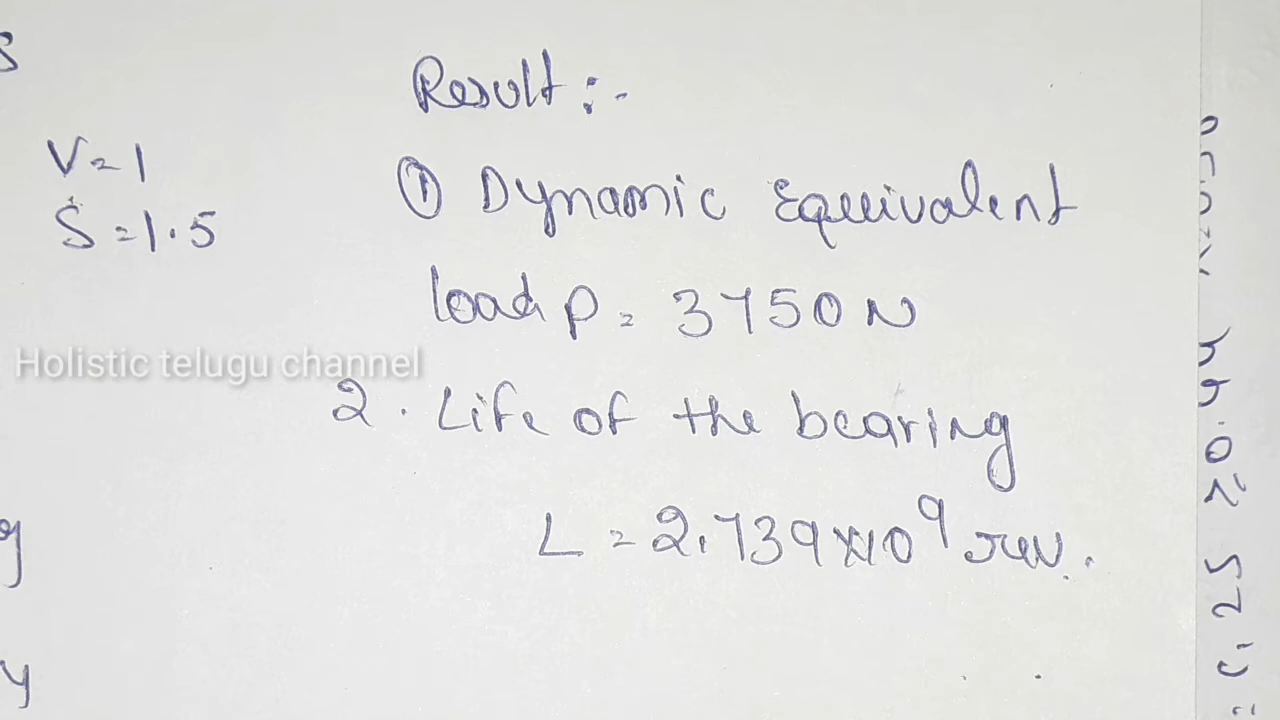 Result :-
V=1
① Dynamic Equivalent
S=1.5
load P = 3750 N
Holistic telugu channel
2. Life of the bearing
L = 2.739×10⁹ rev.